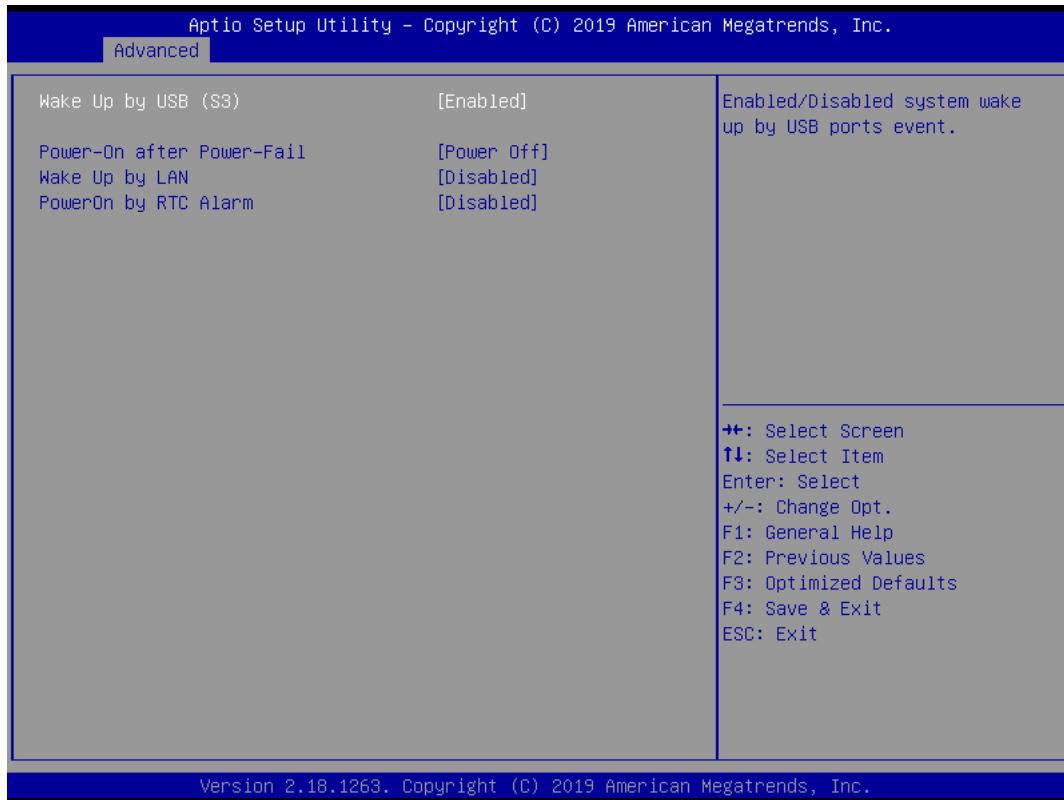 Aptio Setup Utility – Copyright (C) 2019 American Megatrends, Inc.
Advanced
Wake Up by USB (S3) [Enabled]
Power-On after Power-Fail [Power Off]
Wake Up by LAN [Disabled]
PowerOn by RTC Alarm [Disabled]
Enabled/Disabled system wake
up by USB ports event.
→←: Select Screen
↑↓: Select Item
Enter: Select
+/-: Change Opt.
F1: General Help
F2: Previous Values
F3: Optimized Defaults
F4: Save & Exit
ESC: Exit
Version 2.18.1263. Copyright (C) 2019 American Megatrends, Inc.